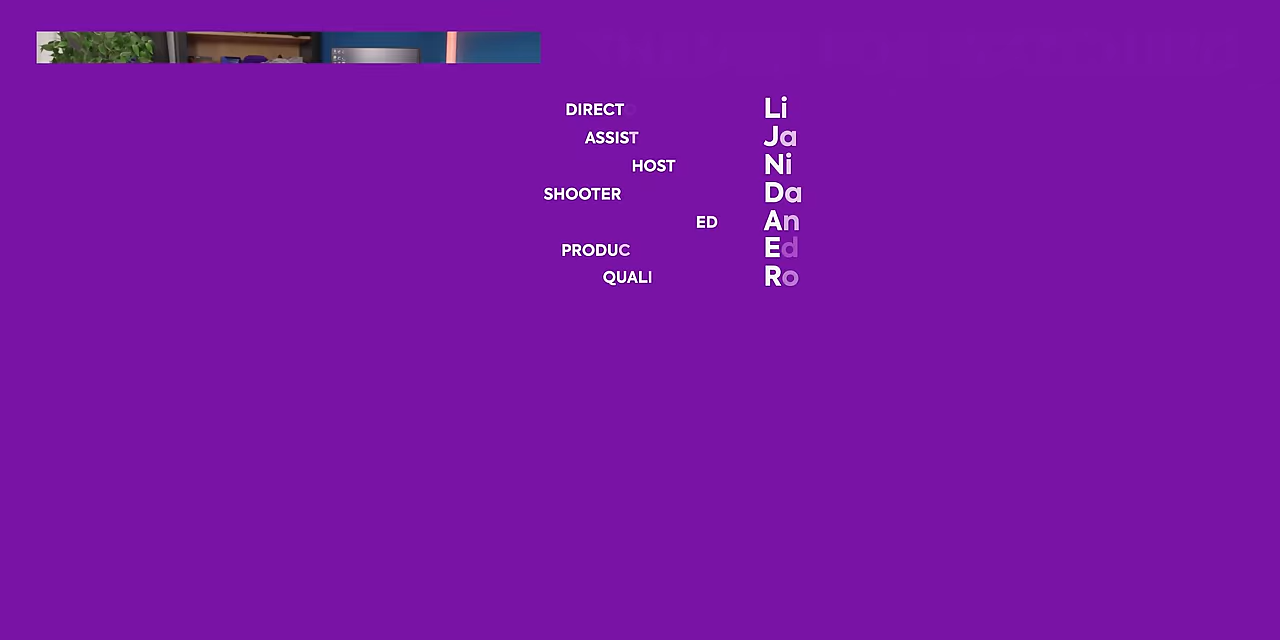 DIRECT Li
ASSIST Ja
HOST Ni
SHOOTER Da
ED An
PRODUC Ed
QUALI Ro